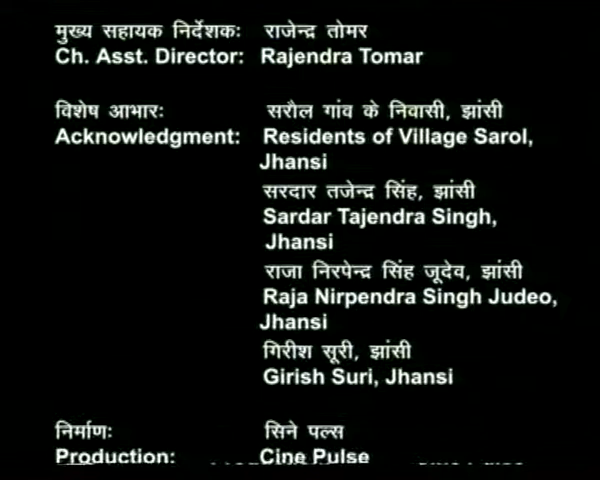 मुख्य सहायक निर्देशकः राजेन्द्र तोमर
Ch. Asst. Director: Rajendra Tomar
विशेष आभारः सरौल गांव के निवासी, झांसी
Acknowledgment: Residents of Village Sarol,
Jhansi
सरदार तजेन्द्र सिंह, झांसी
Sardar Tajendra Singh,
Jhansi
राजा निरपेन्द्र सिंह जूदेव, झांसी
Raja Nirpendra Singh Judeo,
Jhansi
गिरीश सूरी, झांसी
Girish Suri, Jhansi
निर्माणः सिने पल्स
Production: Cine Pulse